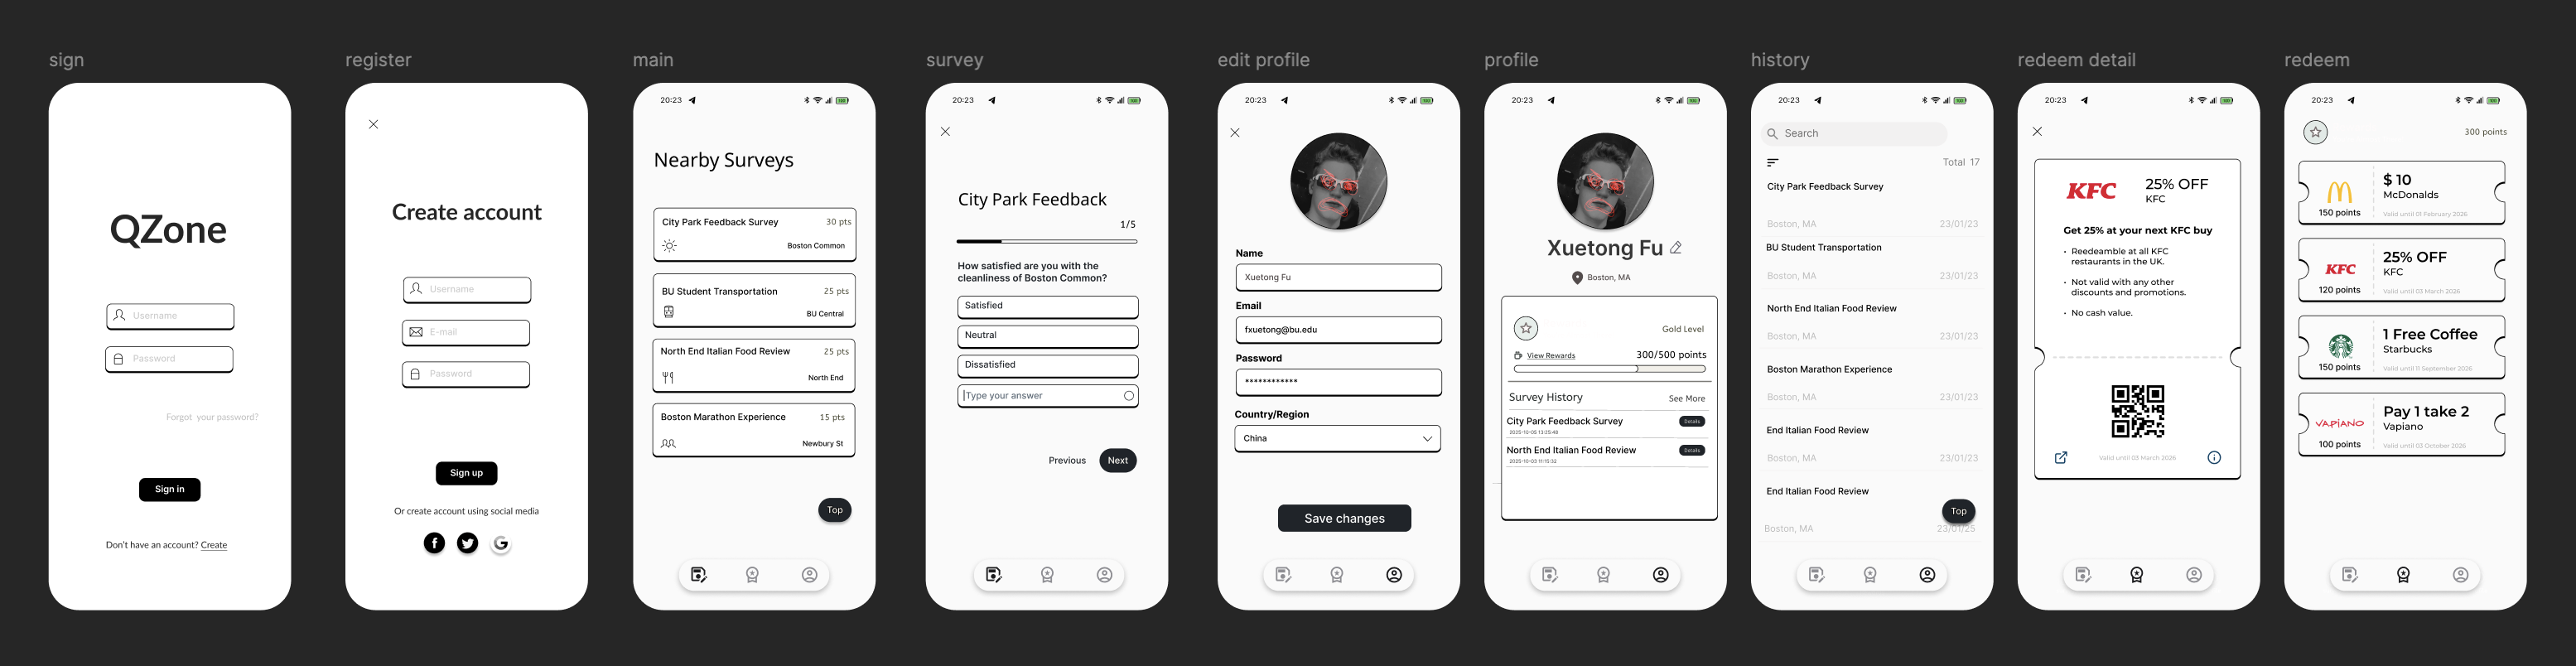 sign
QZone
Username
Password
Forgot your password?
Sign in
Don't have an account? Create
register
Create account
Username
E-mail
Password
Sign up
Or create account using social media
main
20:23
Nearby Surveys
City Park Feedback Survey 30 pts
Boston Common
BU Student Transportation 25 pts
BU Central
North End Italian Food Review 25 pts
North End
Boston Marathon Experience 15 pts
Newbury St
Top
survey
20:23
City Park Feedback
1/5
How satisfied are you with the
cleanliness of Boston Common?
Satisfied
Neutral
Dissatisfied
Type your answer
Previous Next
edit profile
20:23
Name
Xuetong Fu
Email
fxuetong@bu.edu
Password
************
Country/Region
China
Save changes
profile
20:23
Xuetong Fu
Boston, MA
Gold Level
View Rewards 300/500 points
Survey History See More
City Park Feedback Survey Details
2025-10-05 13:25:48
North End Italian Food Review Details
history
20:23
Search
Total 17
City Park Feedback Survey
Boston, MA 23/01/23
BU Student Transportation
Boston, MA 23/01/23
North End Italian Food Review
Boston, MA 23/01/23
Boston Marathon Experience
Boston, MA 23/01/23
End Italian Food Review
Boston, MA 23/01/23
End Italian Food Review
Top
Boston, MA 23/01/25
redeem detail
20:23
KFC 25% OFF
KFC
Get 25% at your next KFC buy
· Reedeamable at all KFC
restaurants in the UK.
· Not valid with any other
discounts and promotions.
· No cash value.
Valid until 03 March 2026
redeem
20:23
300 points
$ 10
McDonalds
150 points Valid until 01 February 2026
25% OFF
KFC KFC
120 points Valid until 03 March 2026
1 Free Coffee
Starbucks
150 points Valid until 11 September 2026
Pay 1 take 2
VAPIANO Vapiano
100 points Valid until 03 October 2026